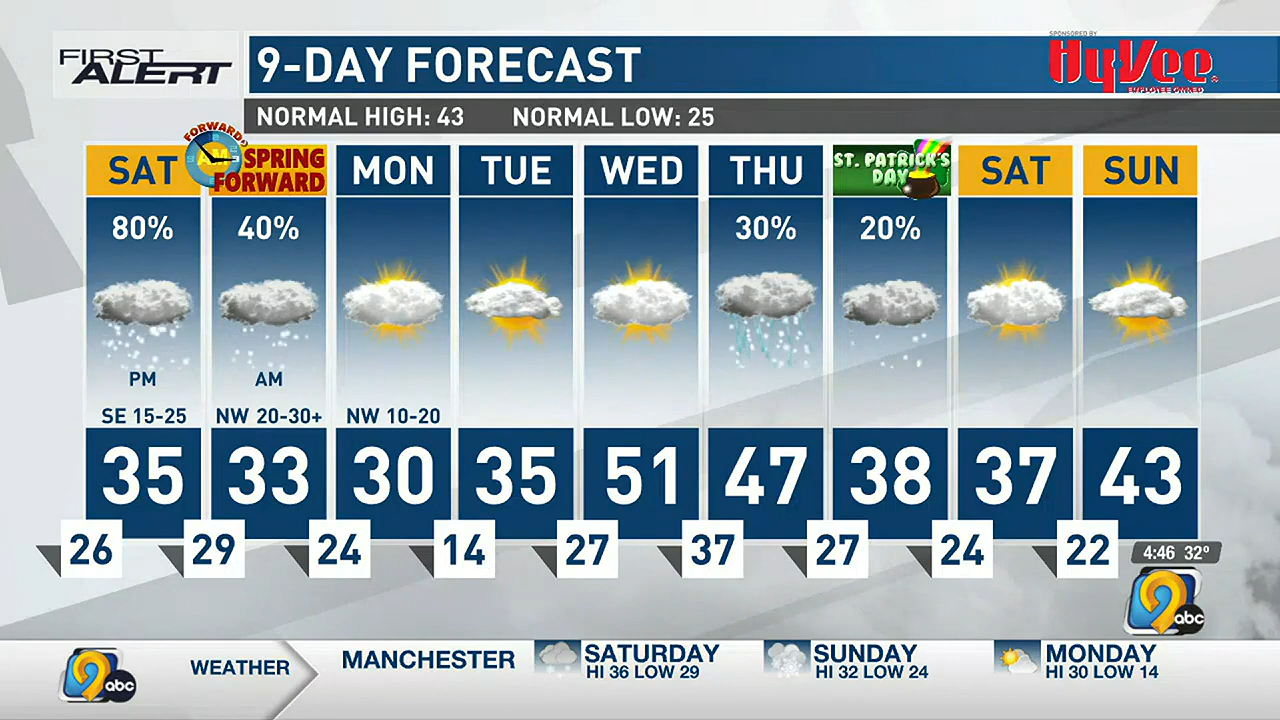 SPONSORED BY
FIRST ALERT
9-DAY FORECAST
HyVee
EMPLOYEE OWNED
NORMAL HIGH: 43 NORMAL LOW: 25
FORWARD
AM
SAT SPRING FORWARD MON TUE WED THU ST. PATRICK'S DAY SAT SUN
80% 40% 30% 20%
PM AM
SE 15-25 NW 20-30+ NW 10-20
35 33 30 35 51 47 38 37 43
26 29 24 14 27 37 27 24 22
4:46 32°
9 abc
9 abc
WEATHER
MANCHESTER
SATURDAY
HI 36 LOW 29
SUNDAY
HI 32 LOW 24
MONDAY
HI 30 LOW 14